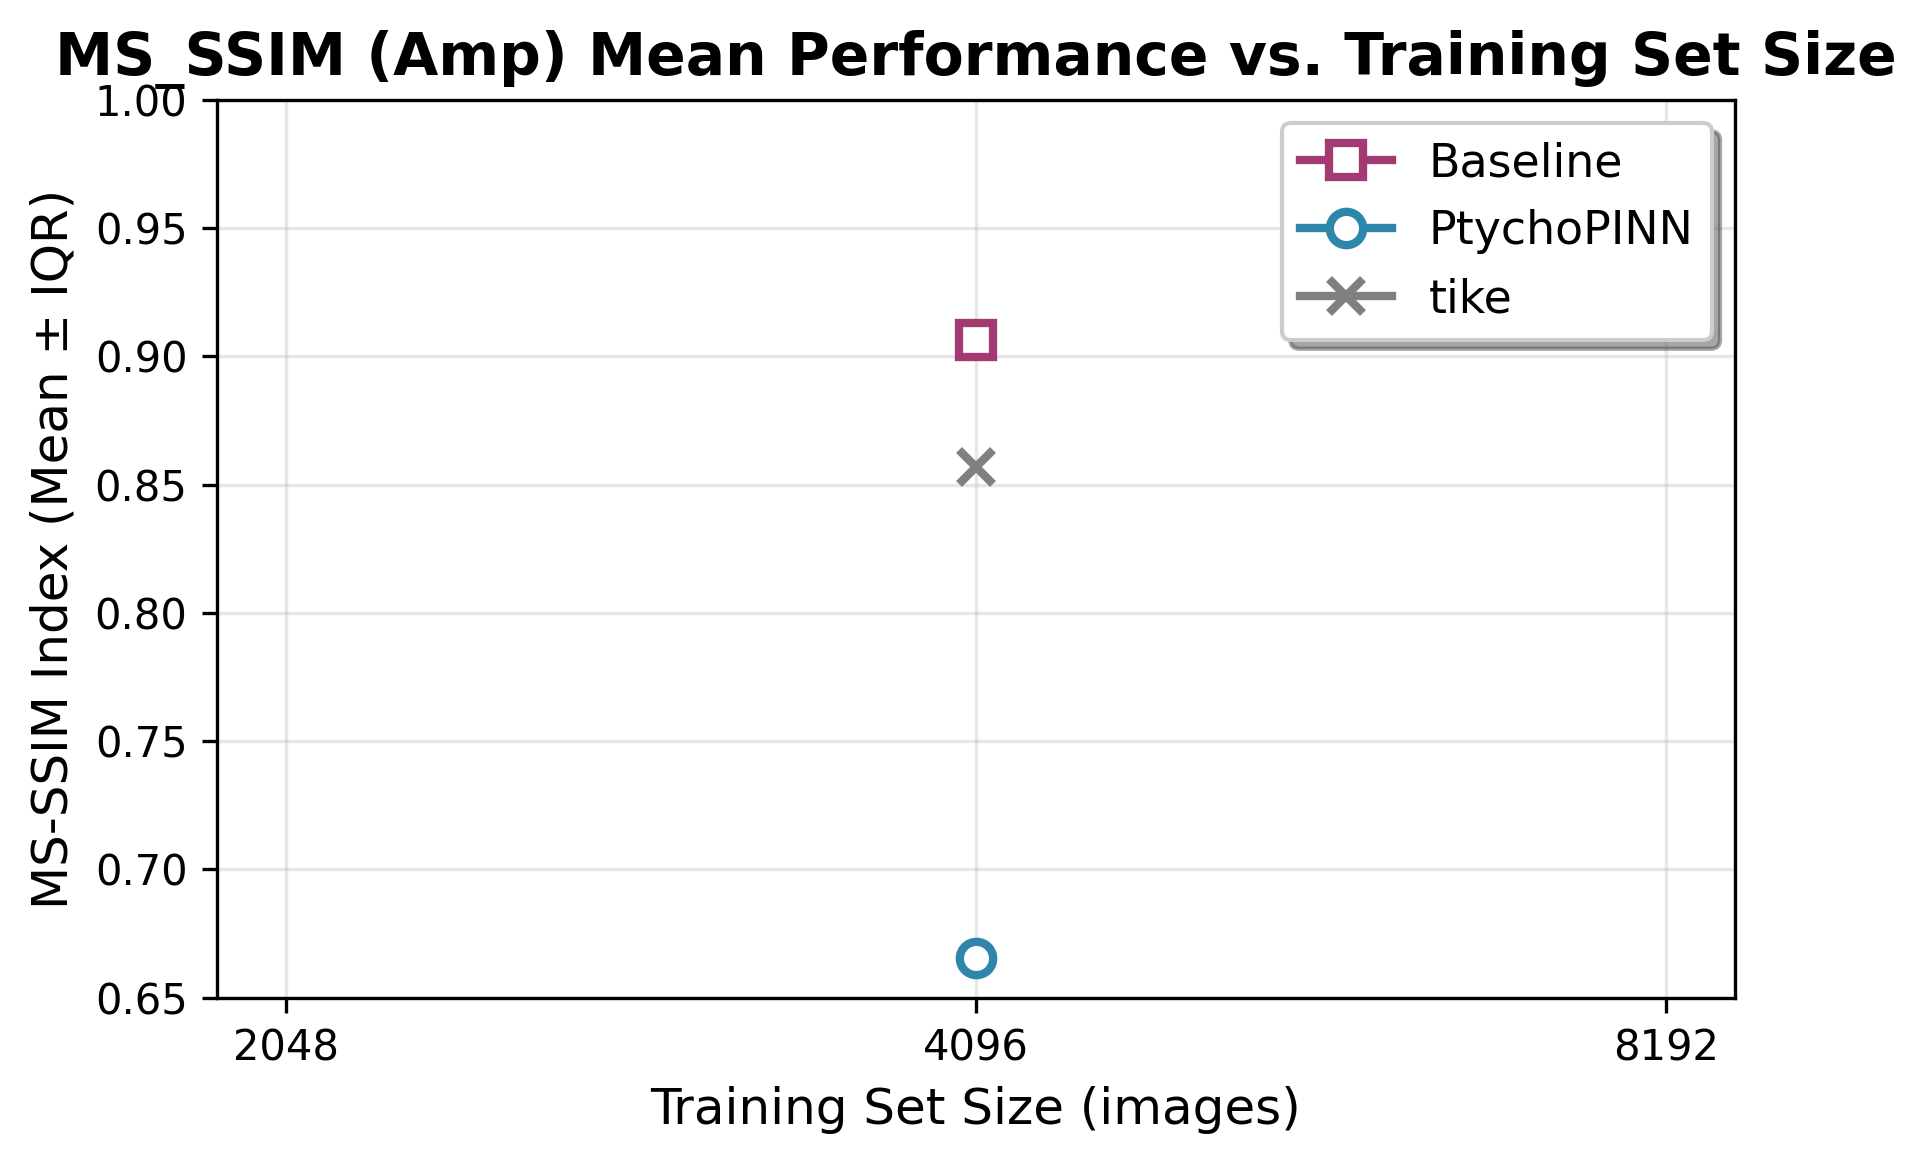 MS_SSIM (Amp) Mean Performance vs. Training Set Size
MS-SSIM Index (Mean ± IQR)
1.00
0.95
0.90
0.85
0.80
0.75
0.70
0.65
Baseline
PtychoPINN
tike
2048 4096 8192
Training Set Size (images)